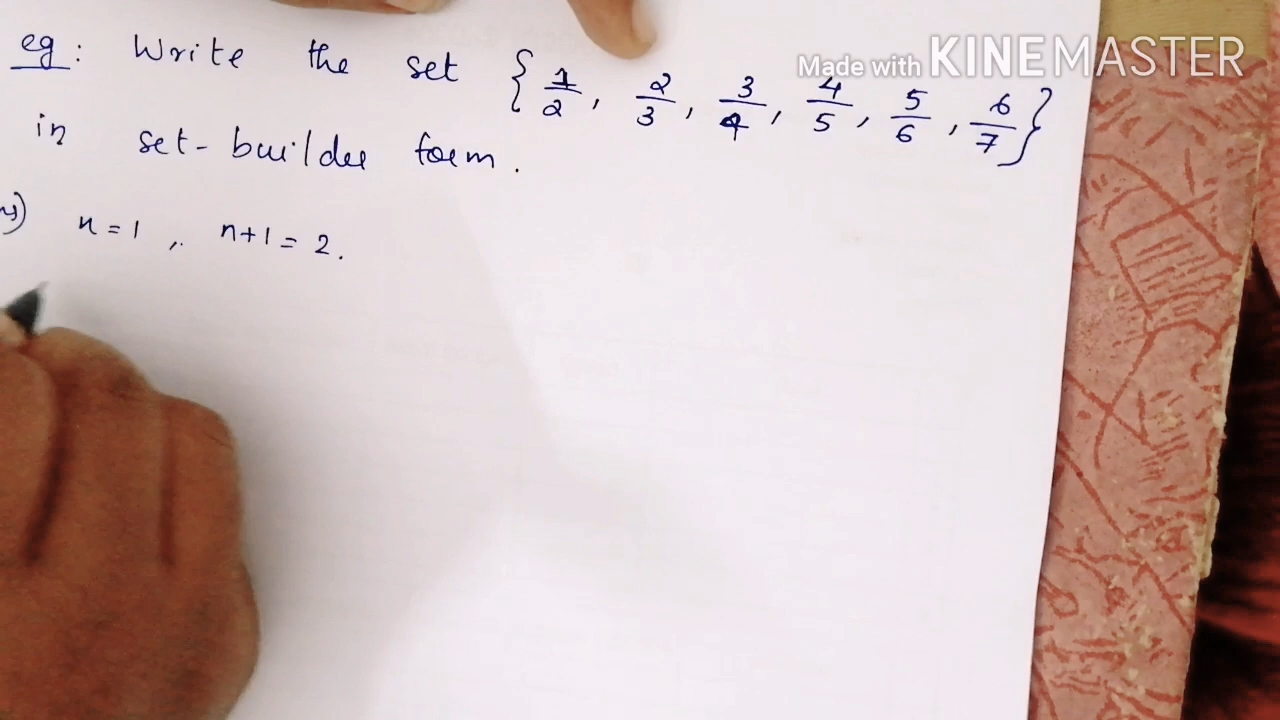 eg: Write the set { 1/2, 2/3, 3/4, 4/5, 5/6, 6/7 }
in set-builder form.
n = 1, n+1 = 2.
Made with KINEMASTER